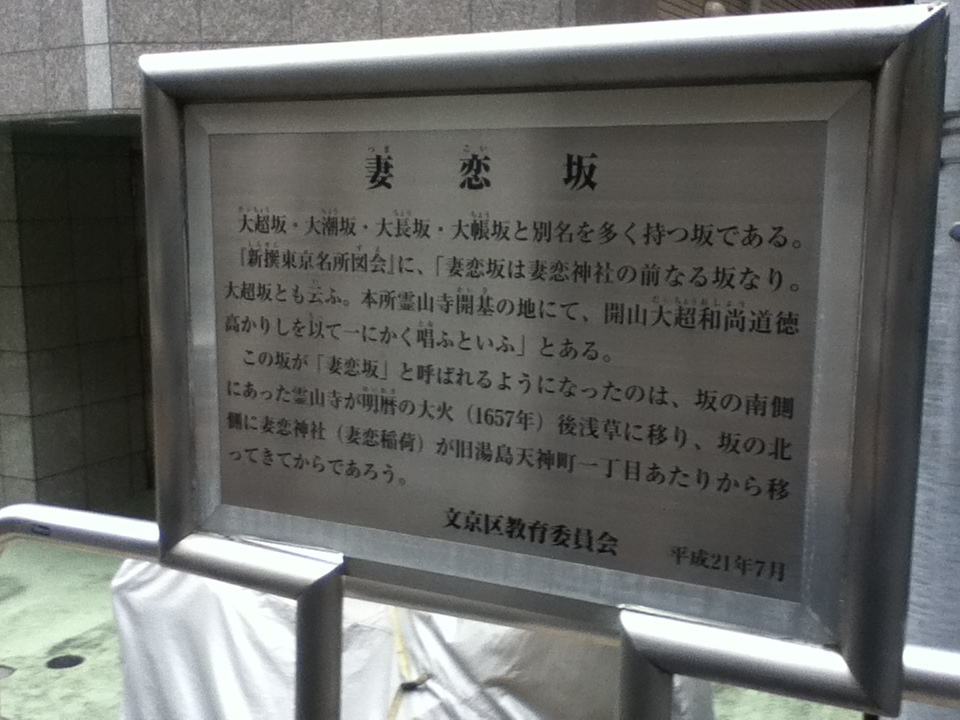 妻恋坂
大超坂・大潮坂・大長坂・大帳坂と別名を多く持つ坂である。
『新撰東京名所図会』に、「妻恋坂は妻恋神社の前なる坂なり。
大超坂とも云ふ。本所霊山寺開基の地にて、開山大超和尚道徳
高かりしを以て一にかく唱ふといふ」とある。
この坂が「妻恋坂」と呼ばれるようになったのは、坂の南側
にあった霊山寺が明暦の大火（1657年）後浅草に移り、坂の北
側に妻恋神社（妻恋稲荷）が旧湯島天神町一丁目あたりから移
ってきてからであろう。
文京区教育委員会 平成21年7月